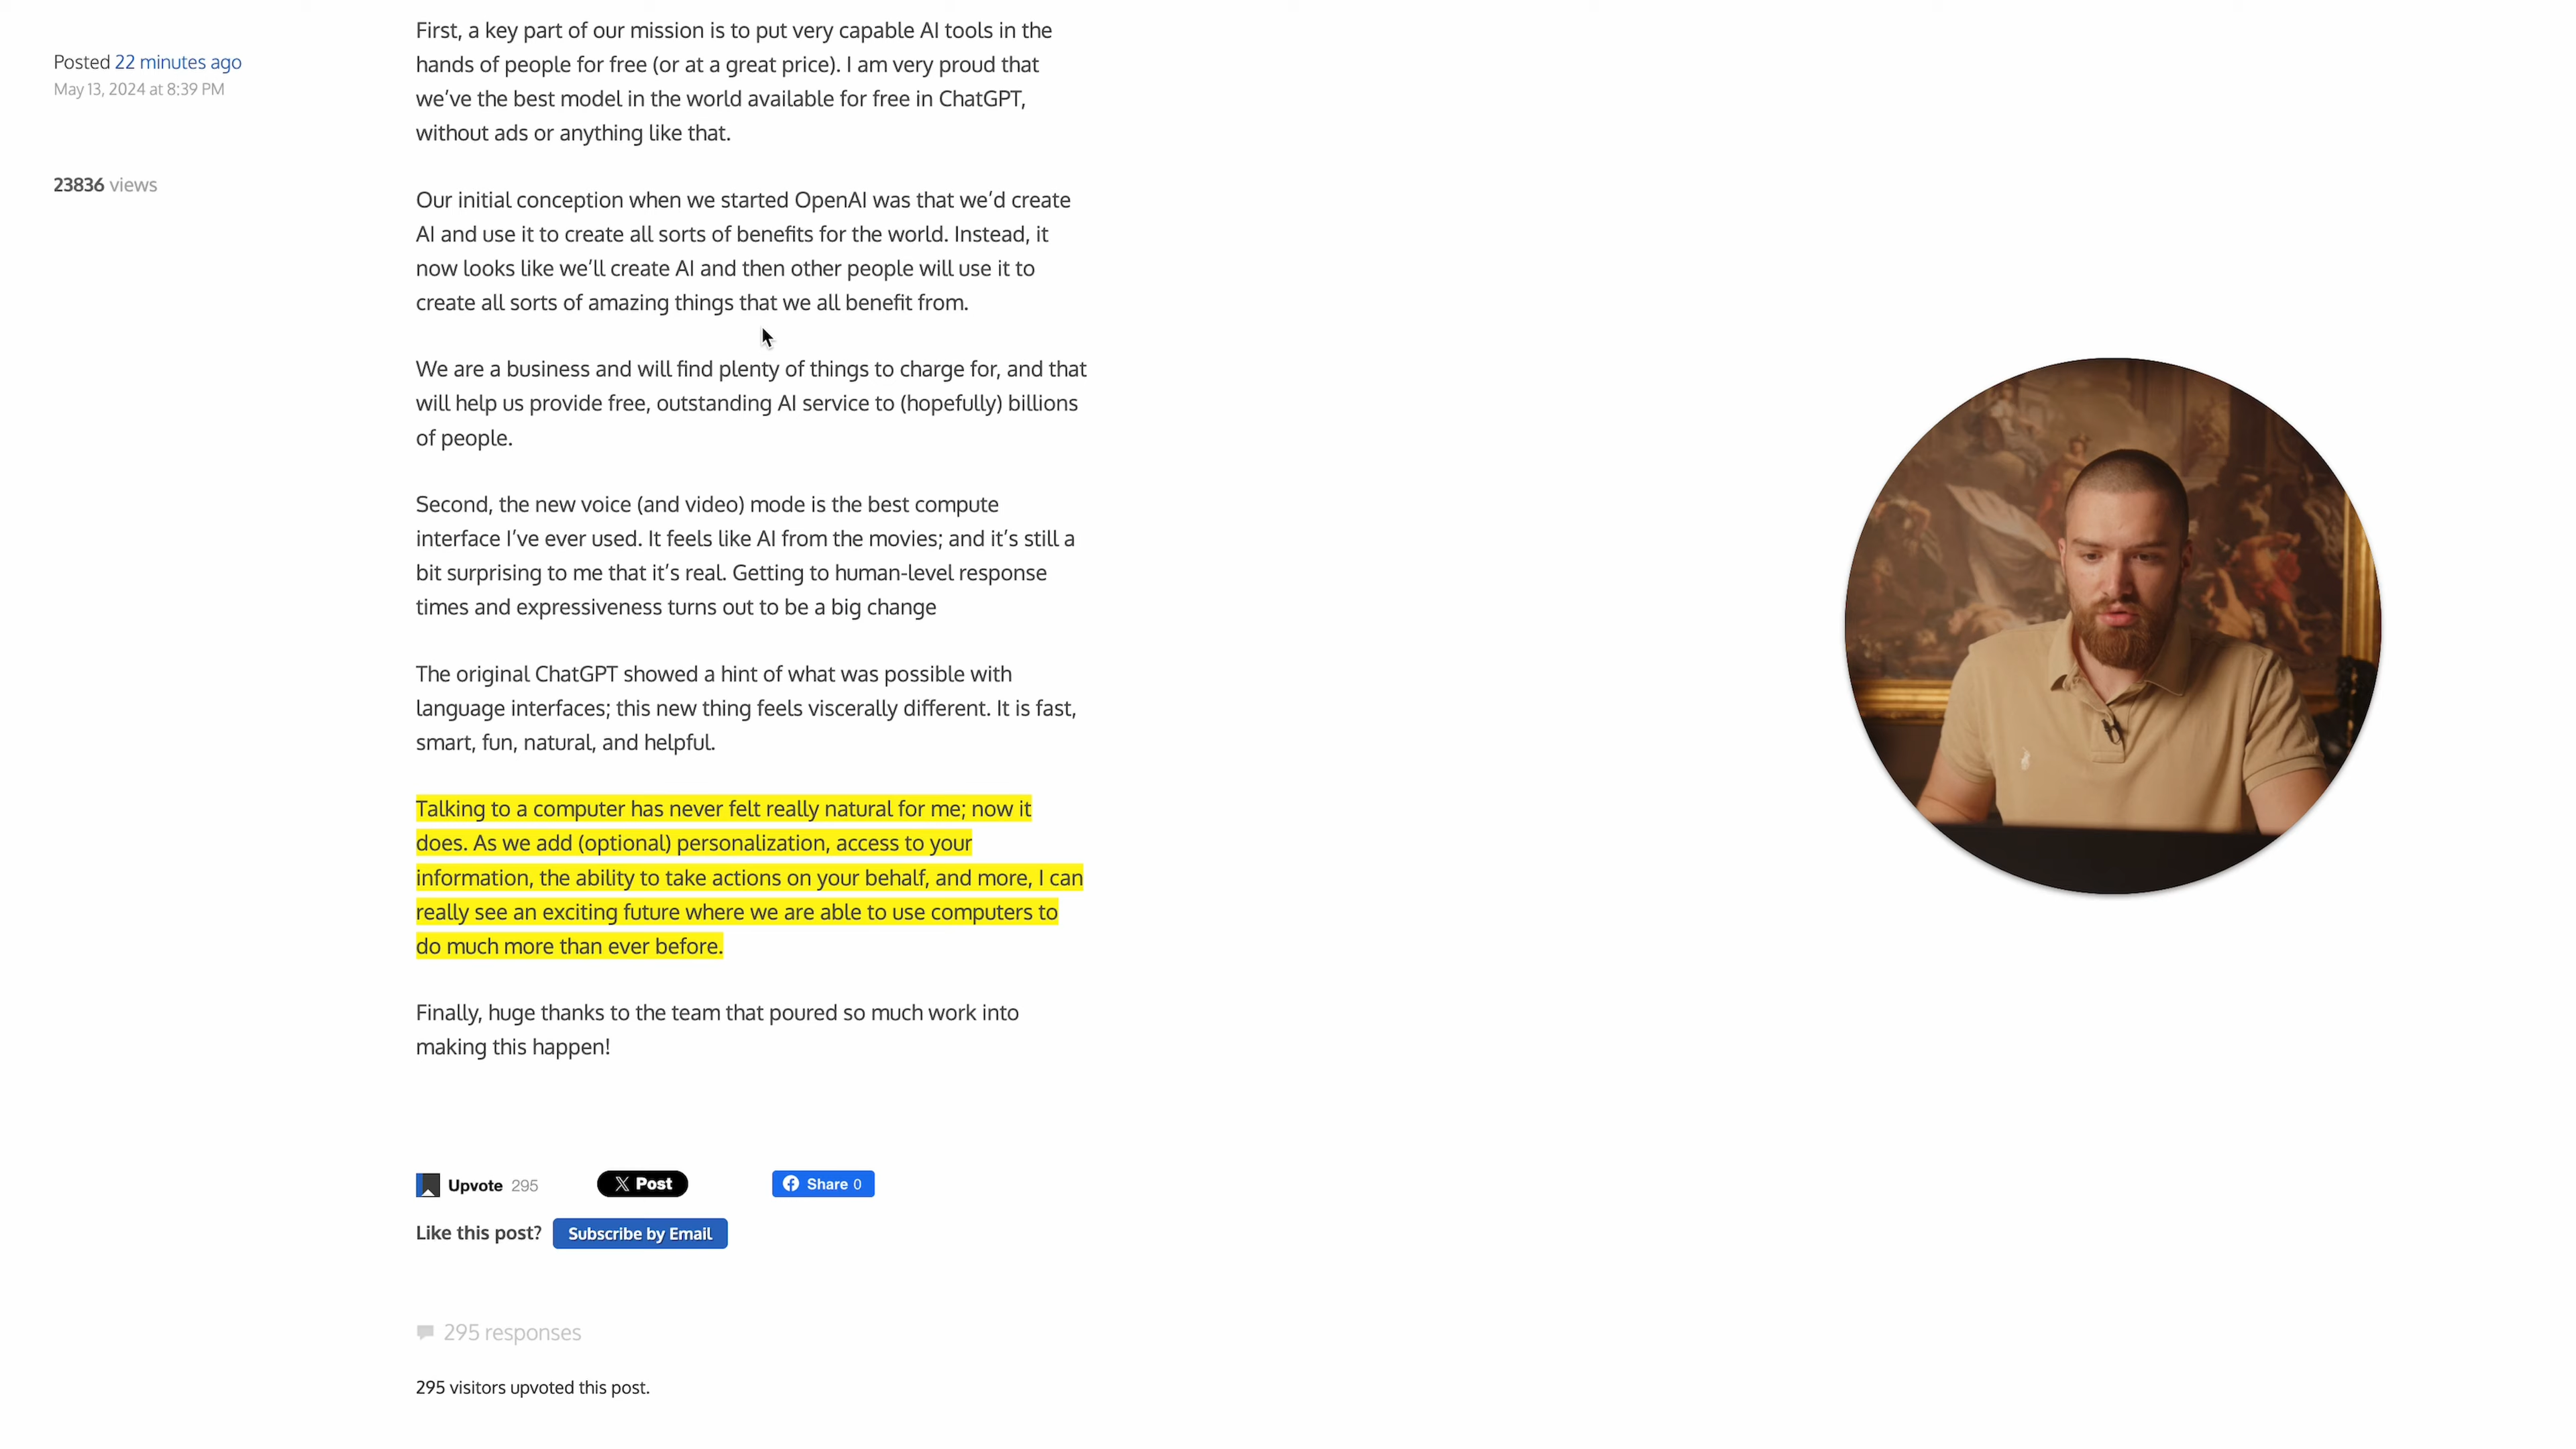 Posted 22 minutes ago
May 13, 2024 at 8:39 PM
23836 views
First, a key part of our mission is to put very capable AI tools in the
hands of people for free (or at a great price). I am very proud that
we've the best model in the world available for free in ChatGPT,
without ads or anything like that.
Our initial conception when we started OpenAI was that we'd create
AI and use it to create all sorts of benefits for the world. Instead, it
now looks like we'll create AI and then other people will use it to
create all sorts of amazing things that we all benefit from.
We are a business and will find plenty of things to charge for, and that
will help us provide free, outstanding AI service to (hopefully) billions
of people.
Second, the new voice (and video) mode is the best compute
interface I've ever used. It feels like AI from the movies; and it's still a
bit surprising to me that it's real. Getting to human-level response
times and expressiveness turns out to be a big change
The original ChatGPT showed a hint of what was possible with
language interfaces; this new thing feels viscerally different. It is fast,
smart, fun, natural, and helpful.
Talking to a computer has never felt really natural for me; now it
does. As we add (optional) personalization, access to your
information, the ability to take actions on your behalf, and more, I can
really see an exciting future where we are able to use computers to
do much more than ever before.
Finally, huge thanks to the team that poured so much work into
making this happen!
Upvote 295
X Post
Share 0
Like this post? Subscribe by Email
295 responses
295 visitors upvoted this post.